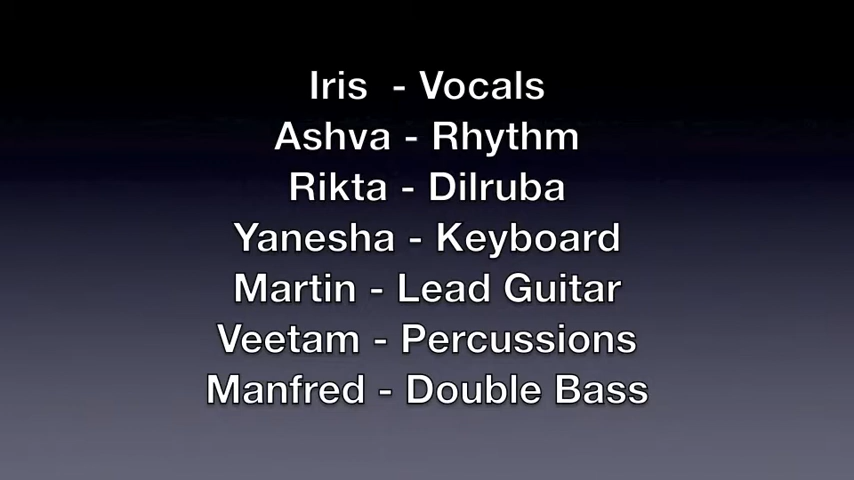 Iris - Vocals
Ashva - Rhythm
Rikta - Dilruba
Yanesha - Keyboard
Martin - Lead Guitar
Veetam - Percussions
Manfred - Double Bass